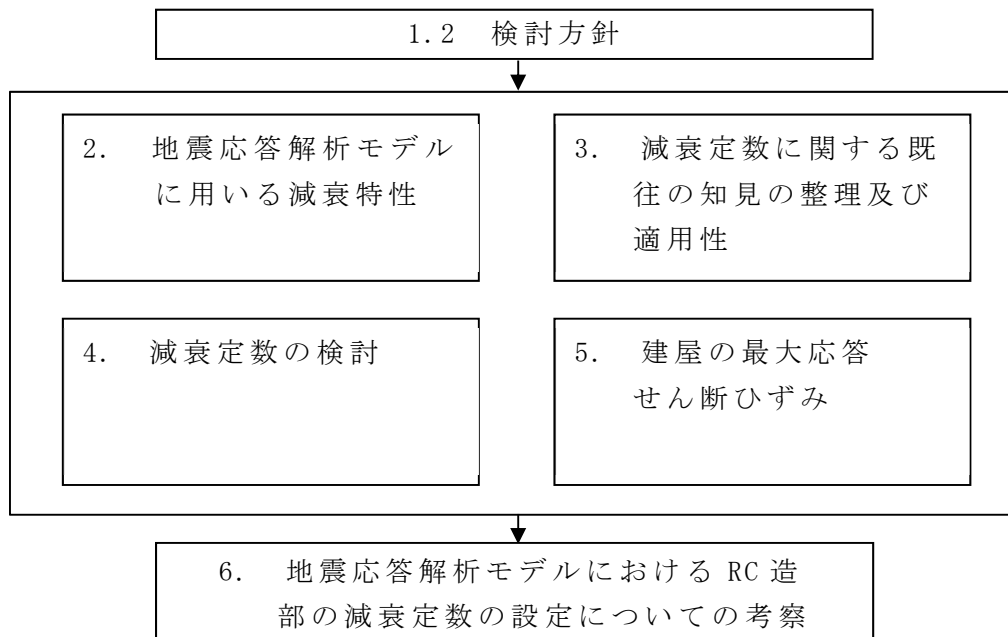 1.2 検討方針
2. 地震応答解析モデル
に用いる減衰特性
3. 減衰定数に関する既
往の知見の整理及び
適用性
4. 減衰定数の検討
5. 建屋の最大応答
せん断ひずみ
6. 地震応答解析モデルにおける RC 造
部の減衰定数の設定についての考察